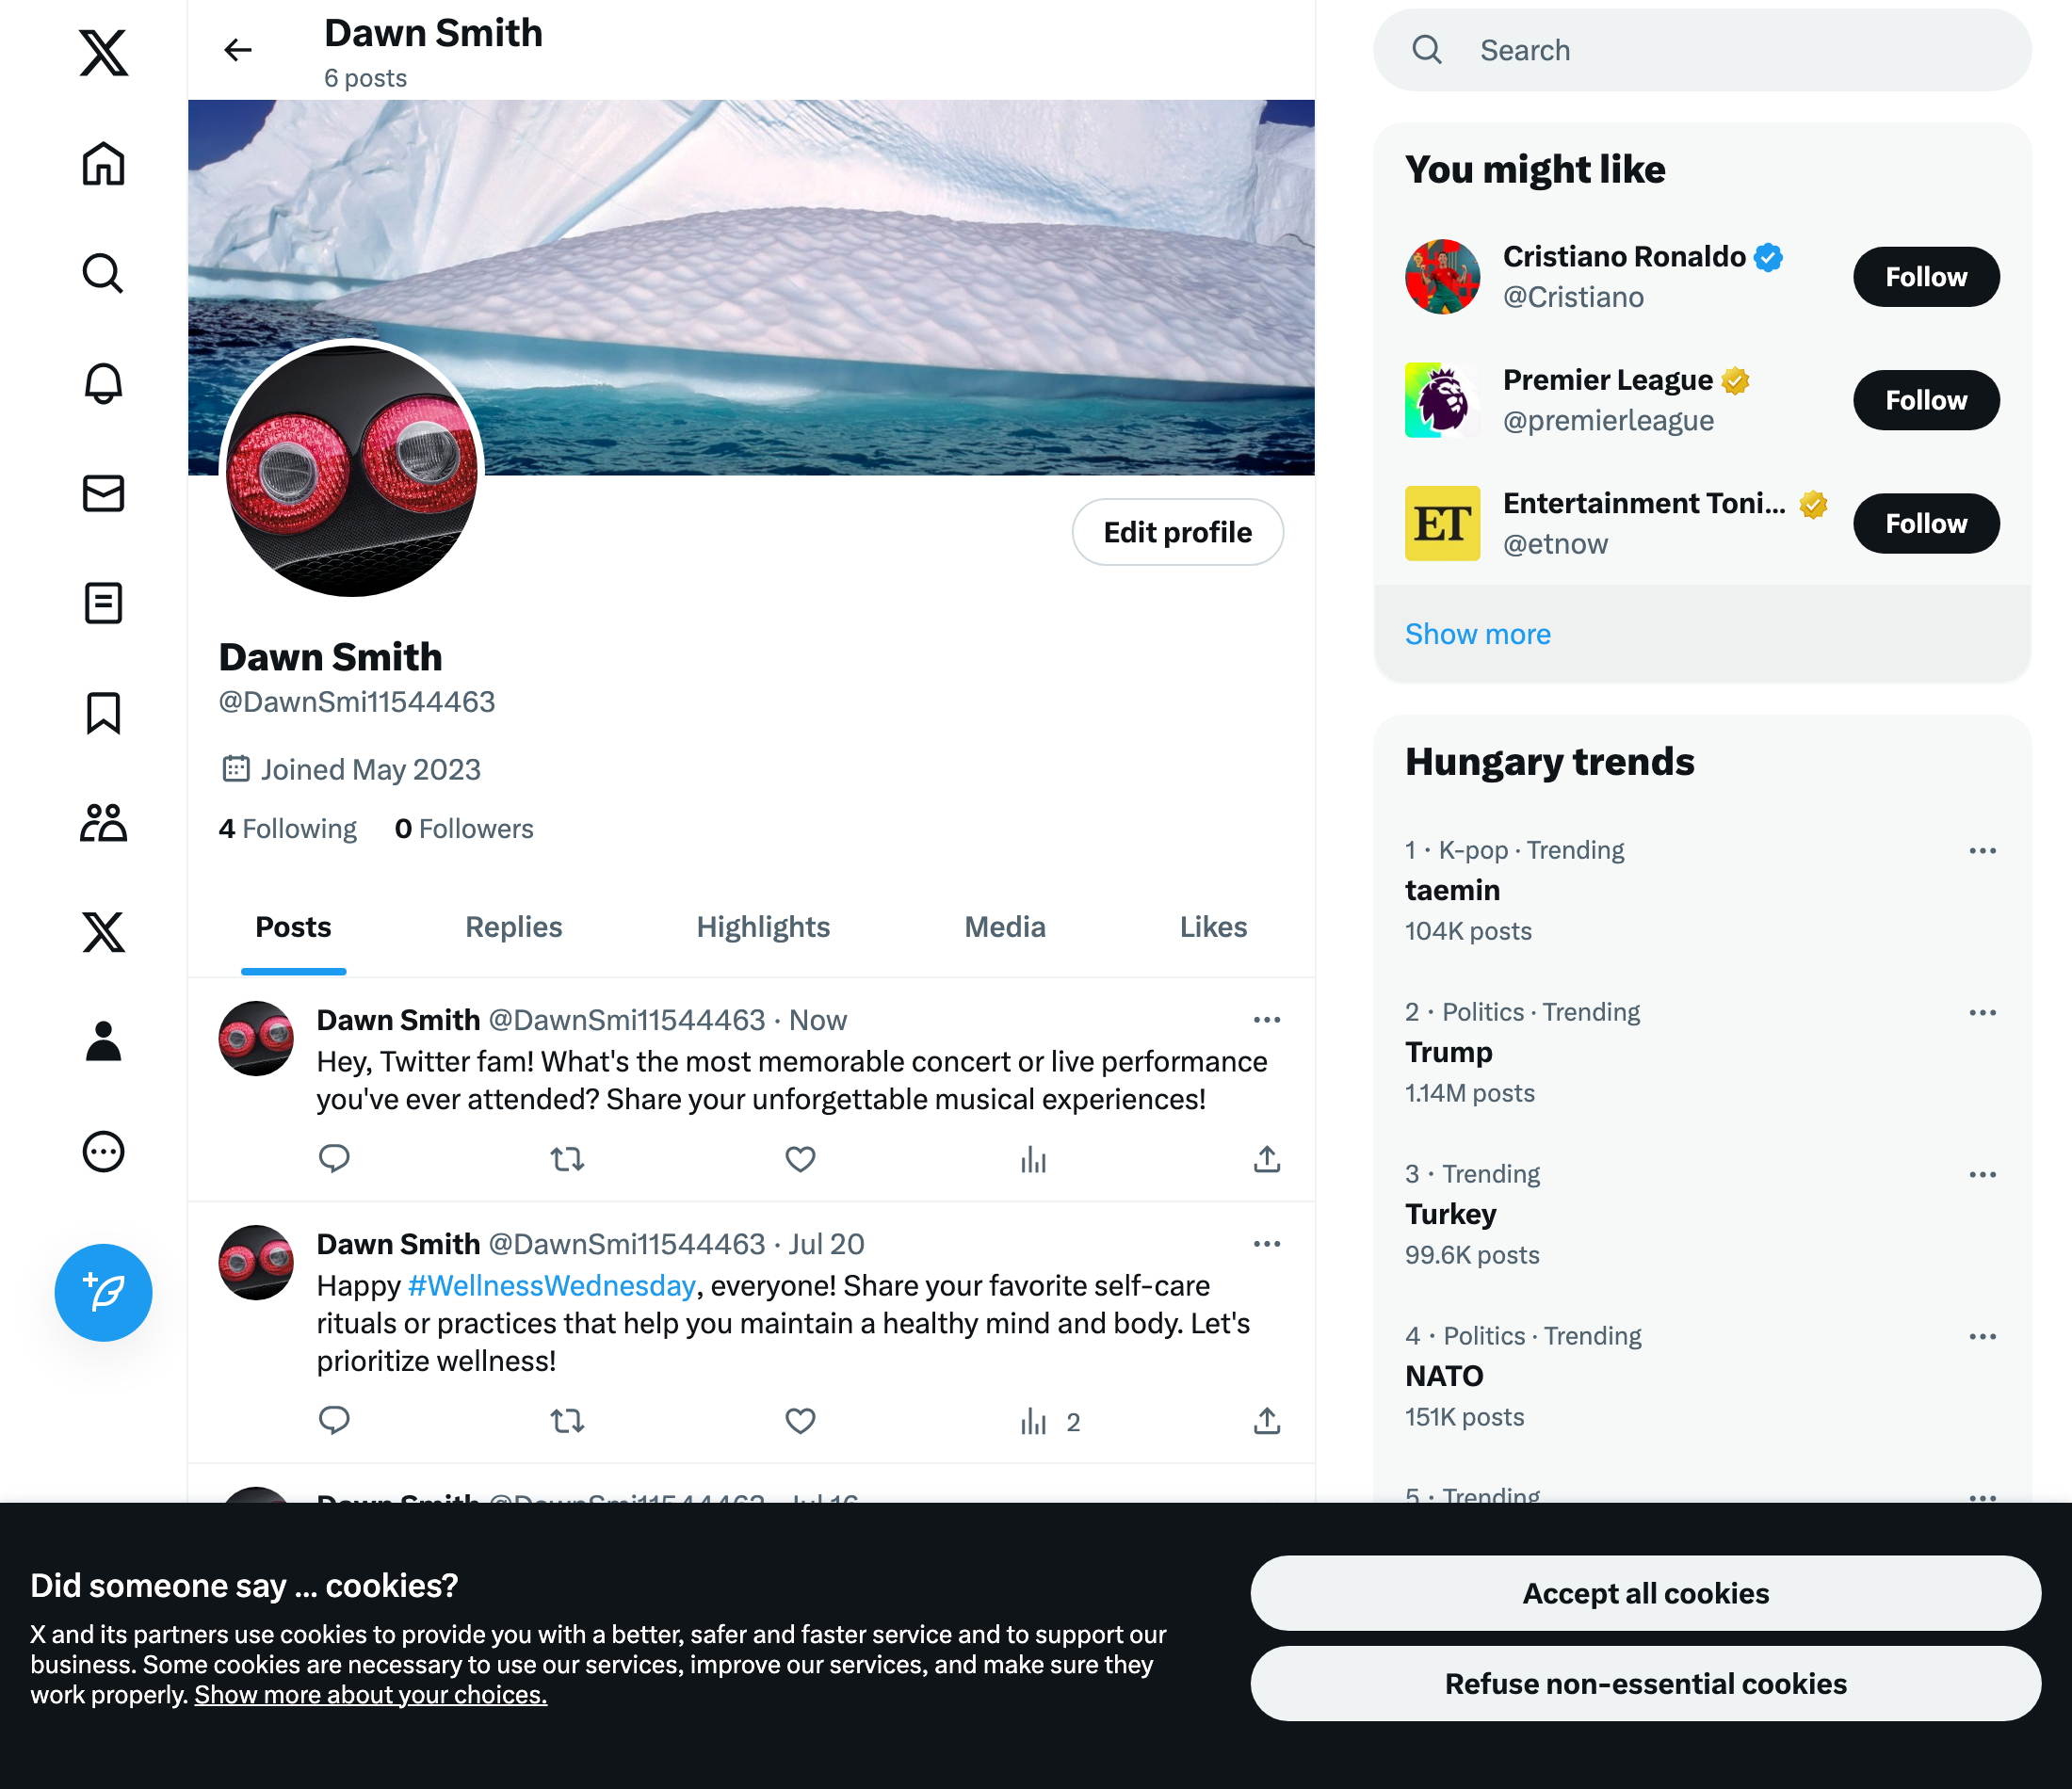 Dawn Smith
6 posts
Edit profile
Dawn Smith
@DawnSmi11544463
Joined May 2023
4 Following 0 Followers
Posts Replies Highlights Media Likes
Dawn Smith @DawnSmi11544463 · Now
Hey, Twitter fam! What's the most memorable concert or live performance
you've ever attended? Share your unforgettable musical experiences!
Dawn Smith @DawnSmi11544463 · Jul 20
Happy #WellnessWednesday, everyone! Share your favorite self-care
rituals or practices that help you maintain a healthy mind and body. Let's
prioritize wellness!
2
Dawn Smith @DawnSmi11544463 · Jul 16
Search
You might like
Cristiano Ronaldo
@Cristiano
Follow
Premier League
@premierleague
Follow
ET
Entertainment Toni...
@etnow
Follow
Show more
Hungary trends
1 · K-pop · Trending
taemin
104K posts
2 · Politics · Trending
Trump
1.14M posts
3 · Trending
Turkey
99.6K posts
4 · Politics · Trending
NATO
151K posts
5 · Trending
Did someone say … cookies?
X and its partners use cookies to provide you with a better, safer and faster service and to support our
business. Some cookies are necessary to use our services, improve our services, and make sure they
work properly. Show more about your choices.
Accept all cookies
Refuse non-essential cookies